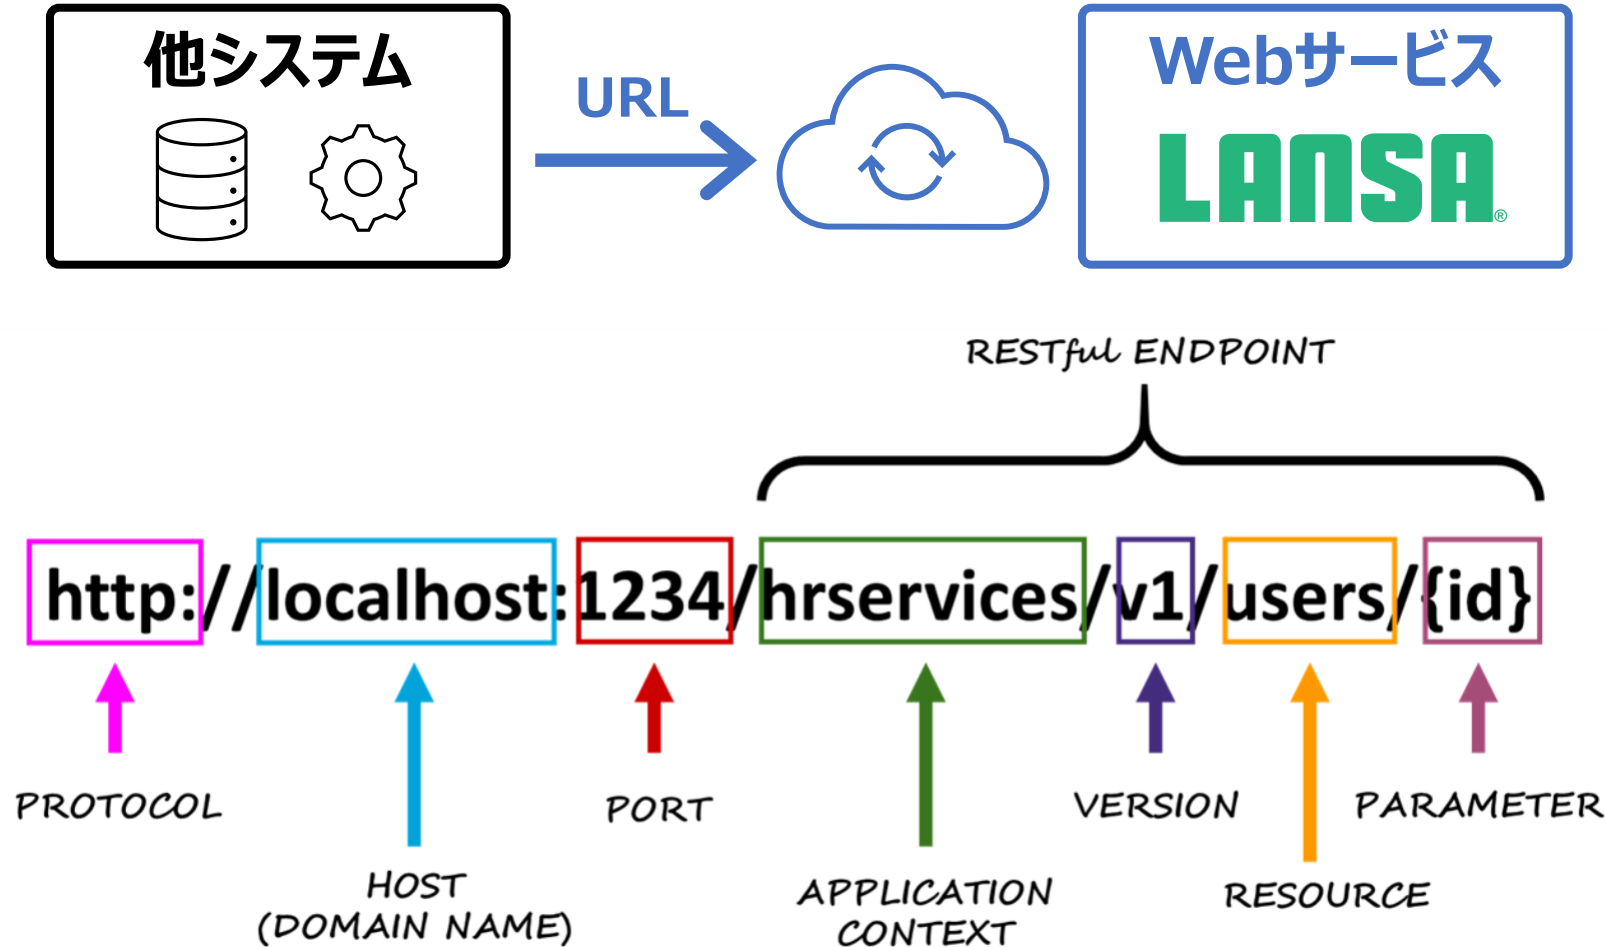 他システム
URL
Webサービス
LANSA®
RESTful ENDPOINT
http://localhost:1234/hrservices/v1/users/{id}
PROTOCOL
HOST
(DOMAIN NAME)
PORT
APPLICATION
CONTEXT
VERSION
RESOURCE
PARAMETER